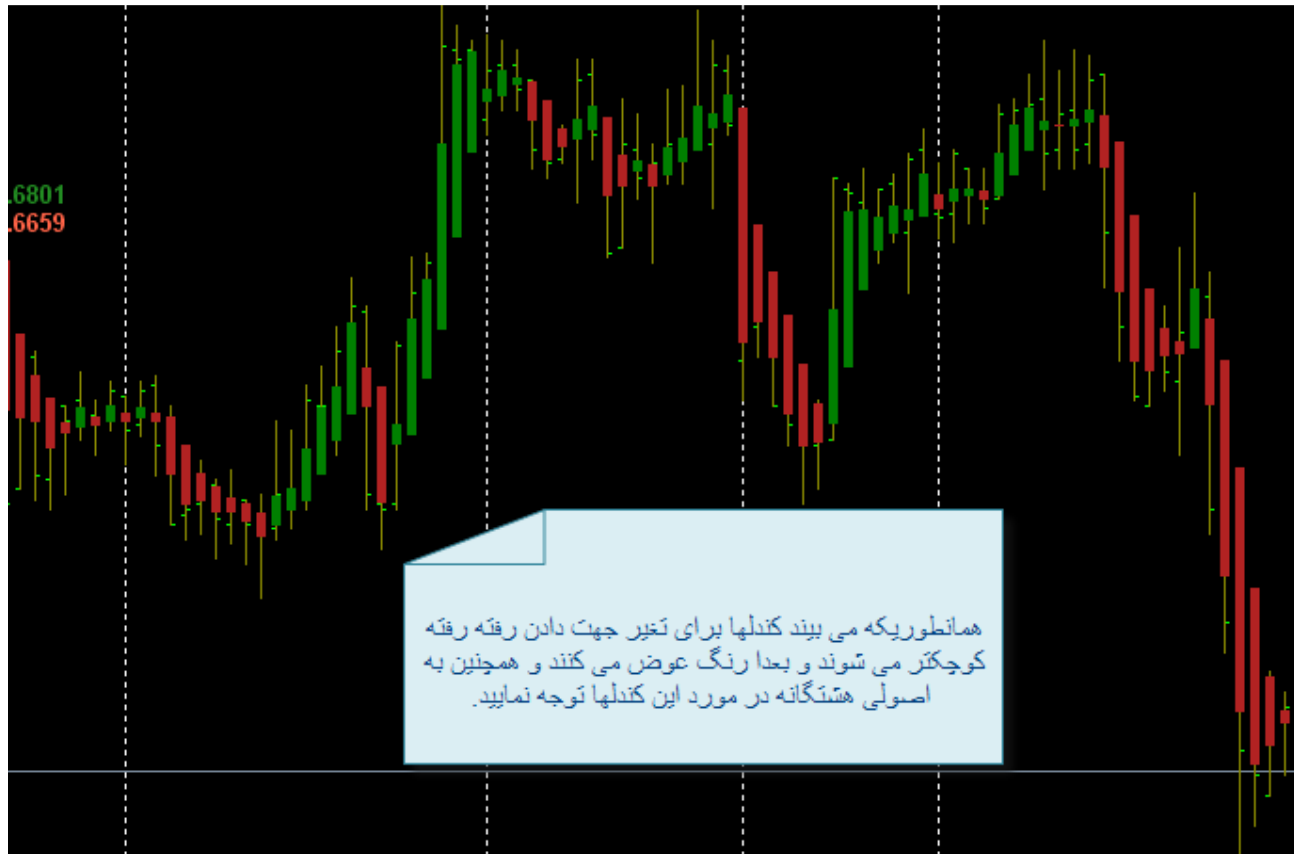 .6801
.6659
همانطوریکه می بیند کندلها برای تغیر جهت دادن رفته رفته
کوچکتر می شوند و بعدا رنگ عوض می کنند و همچنین به
اصولی هشتگانه در مورد این کندلها توجه نمایید.